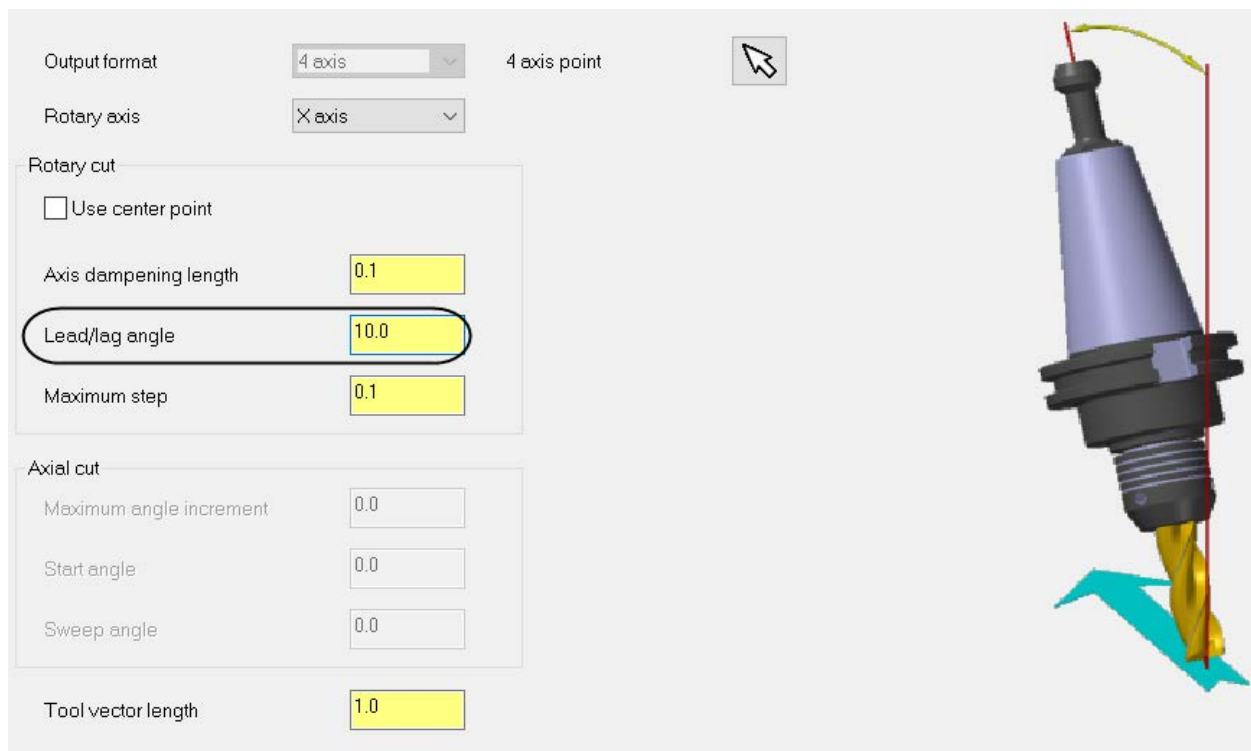 Output format 4 axis 4 axis point
Rotary axis X axis
Rotary cut
Use center point
Axis dampening length 0.1
Lead/lag angle 10.0
Maximum step 0.1
Axial cut
Maximum angle increment 0.0
Start angle 0.0
Sweep angle 0.0
Tool vector length 1.0